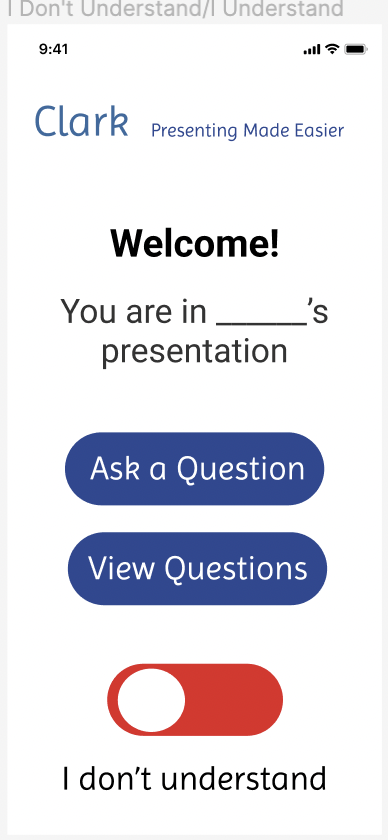 I Don't Understand/I Understand
9:41
Clark Presenting Made Easier
Welcome!
You are in ______’s
presentation
Ask a Question
View Questions
I don’t understand